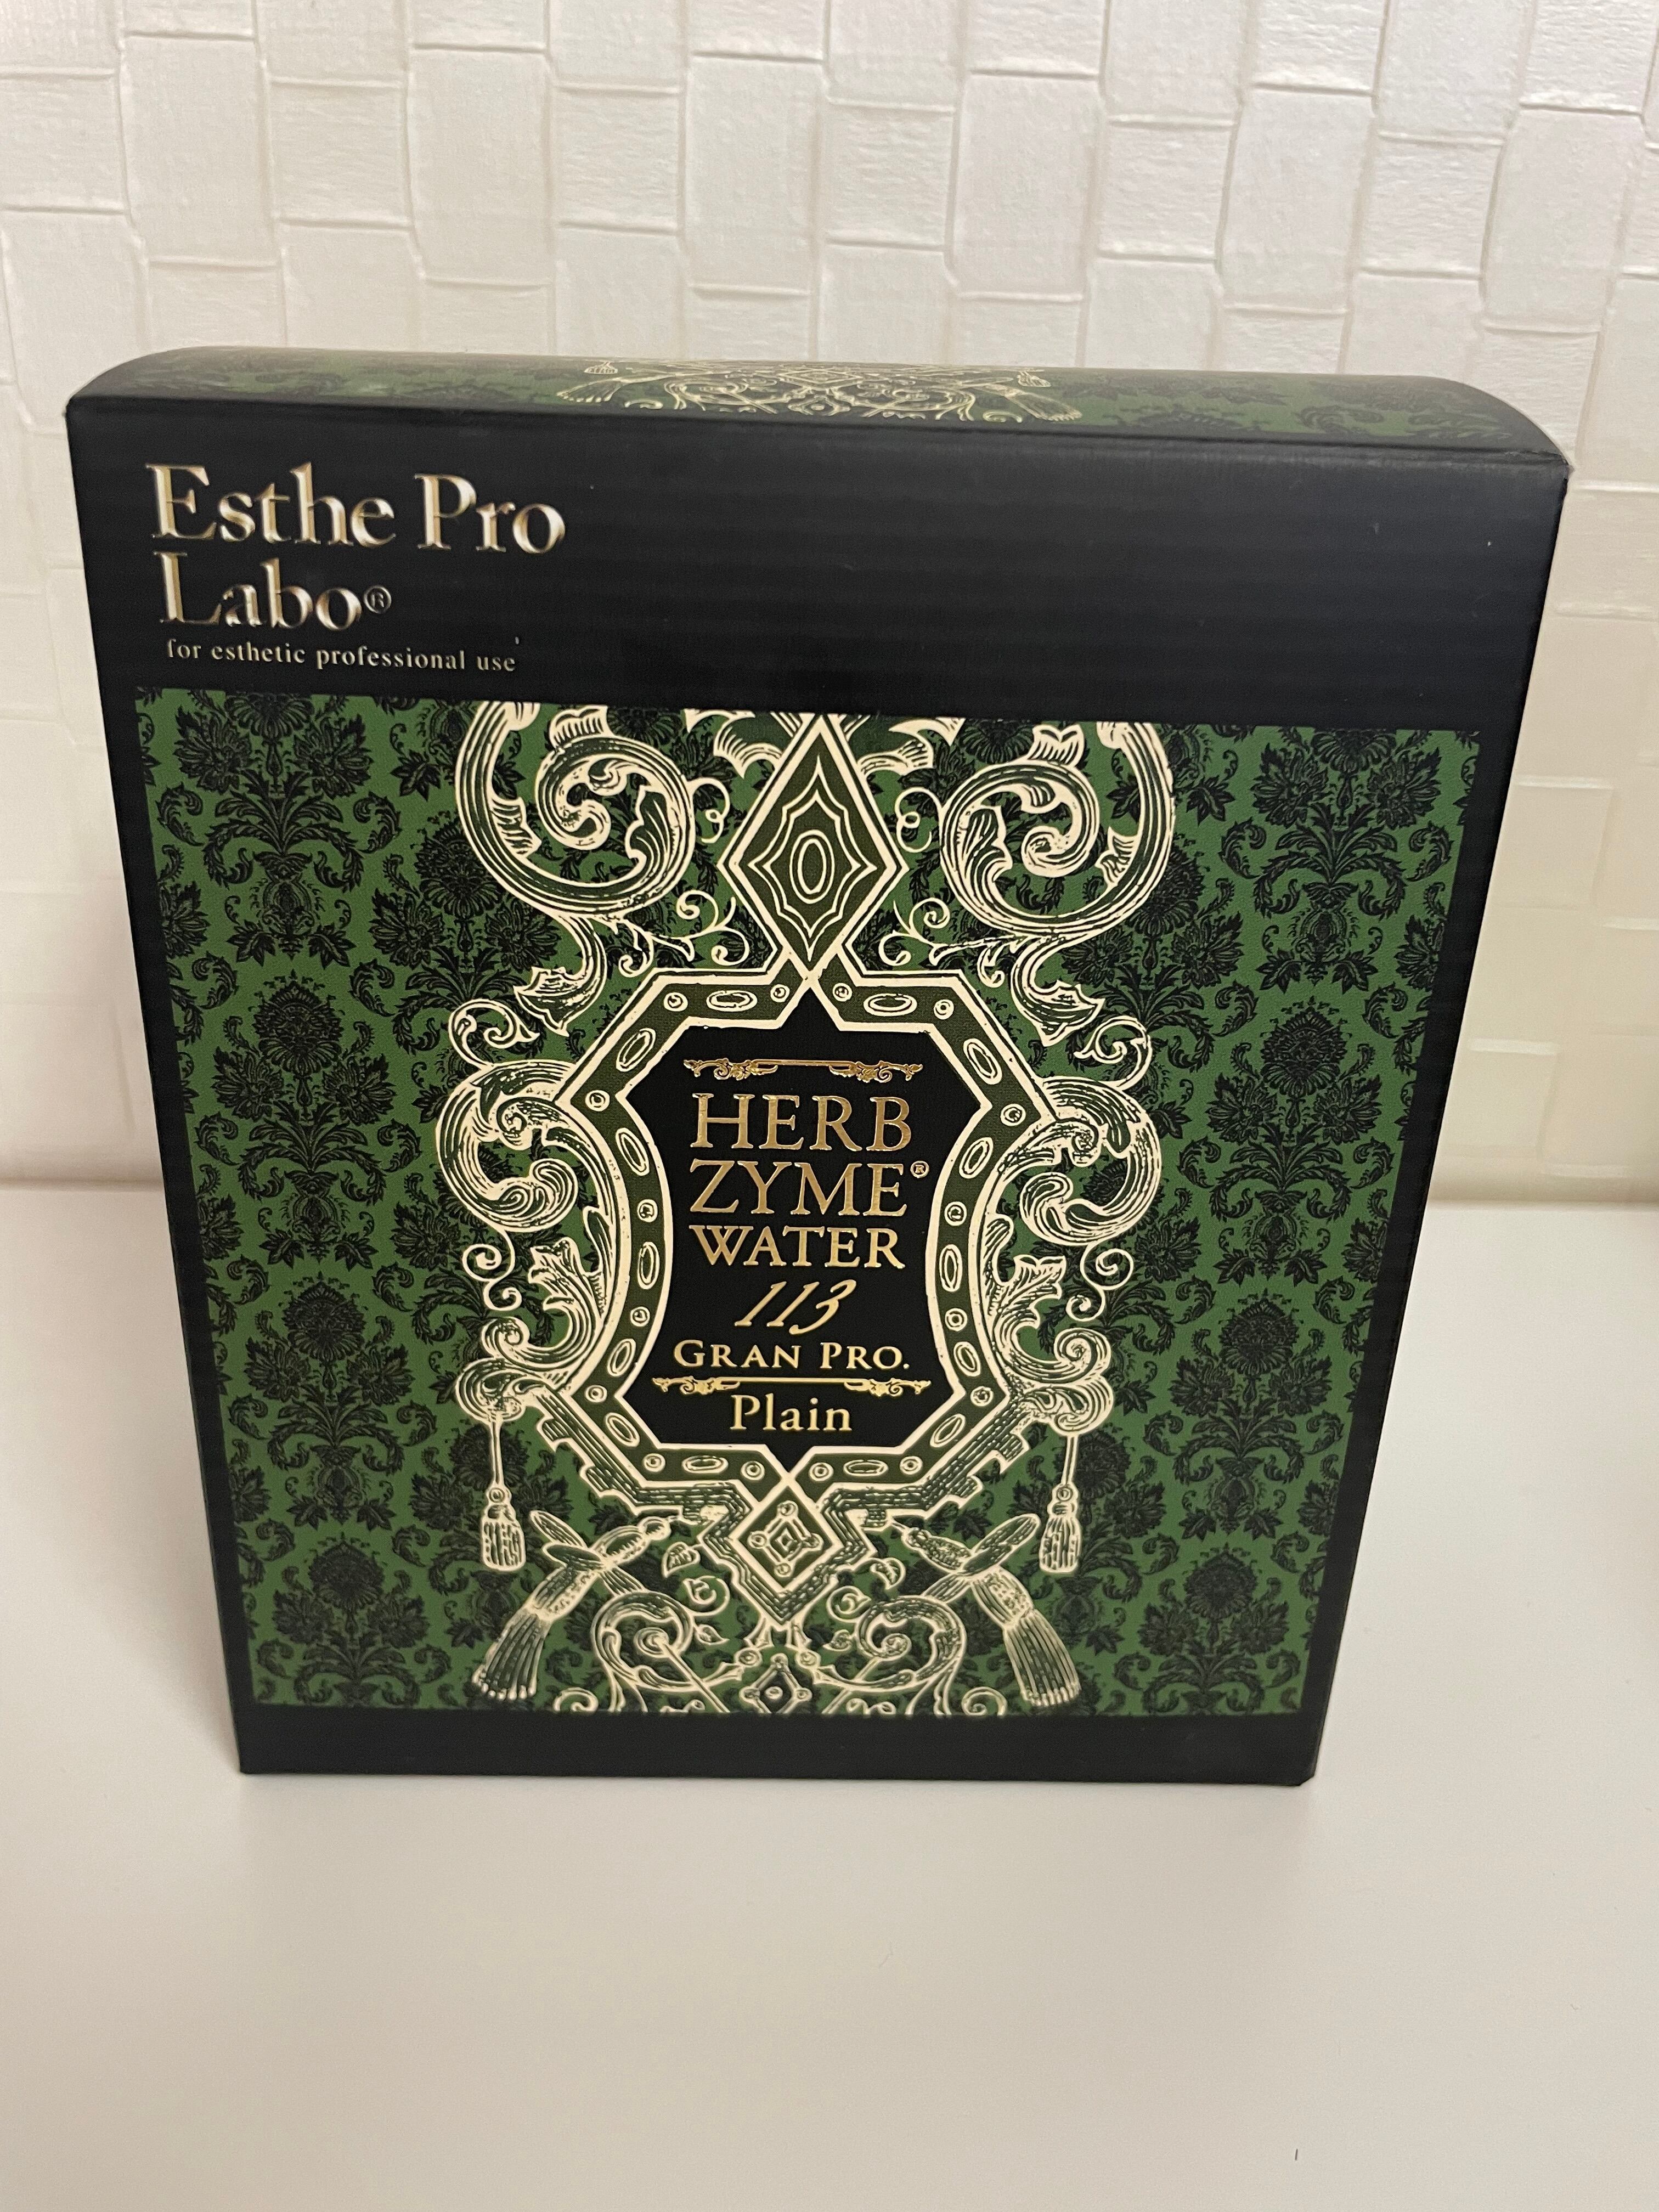 Esthe Pro
Labo®
for esthetic professional use
HERB
ZYME®
WATER
113
GRAN PRO.
Plain